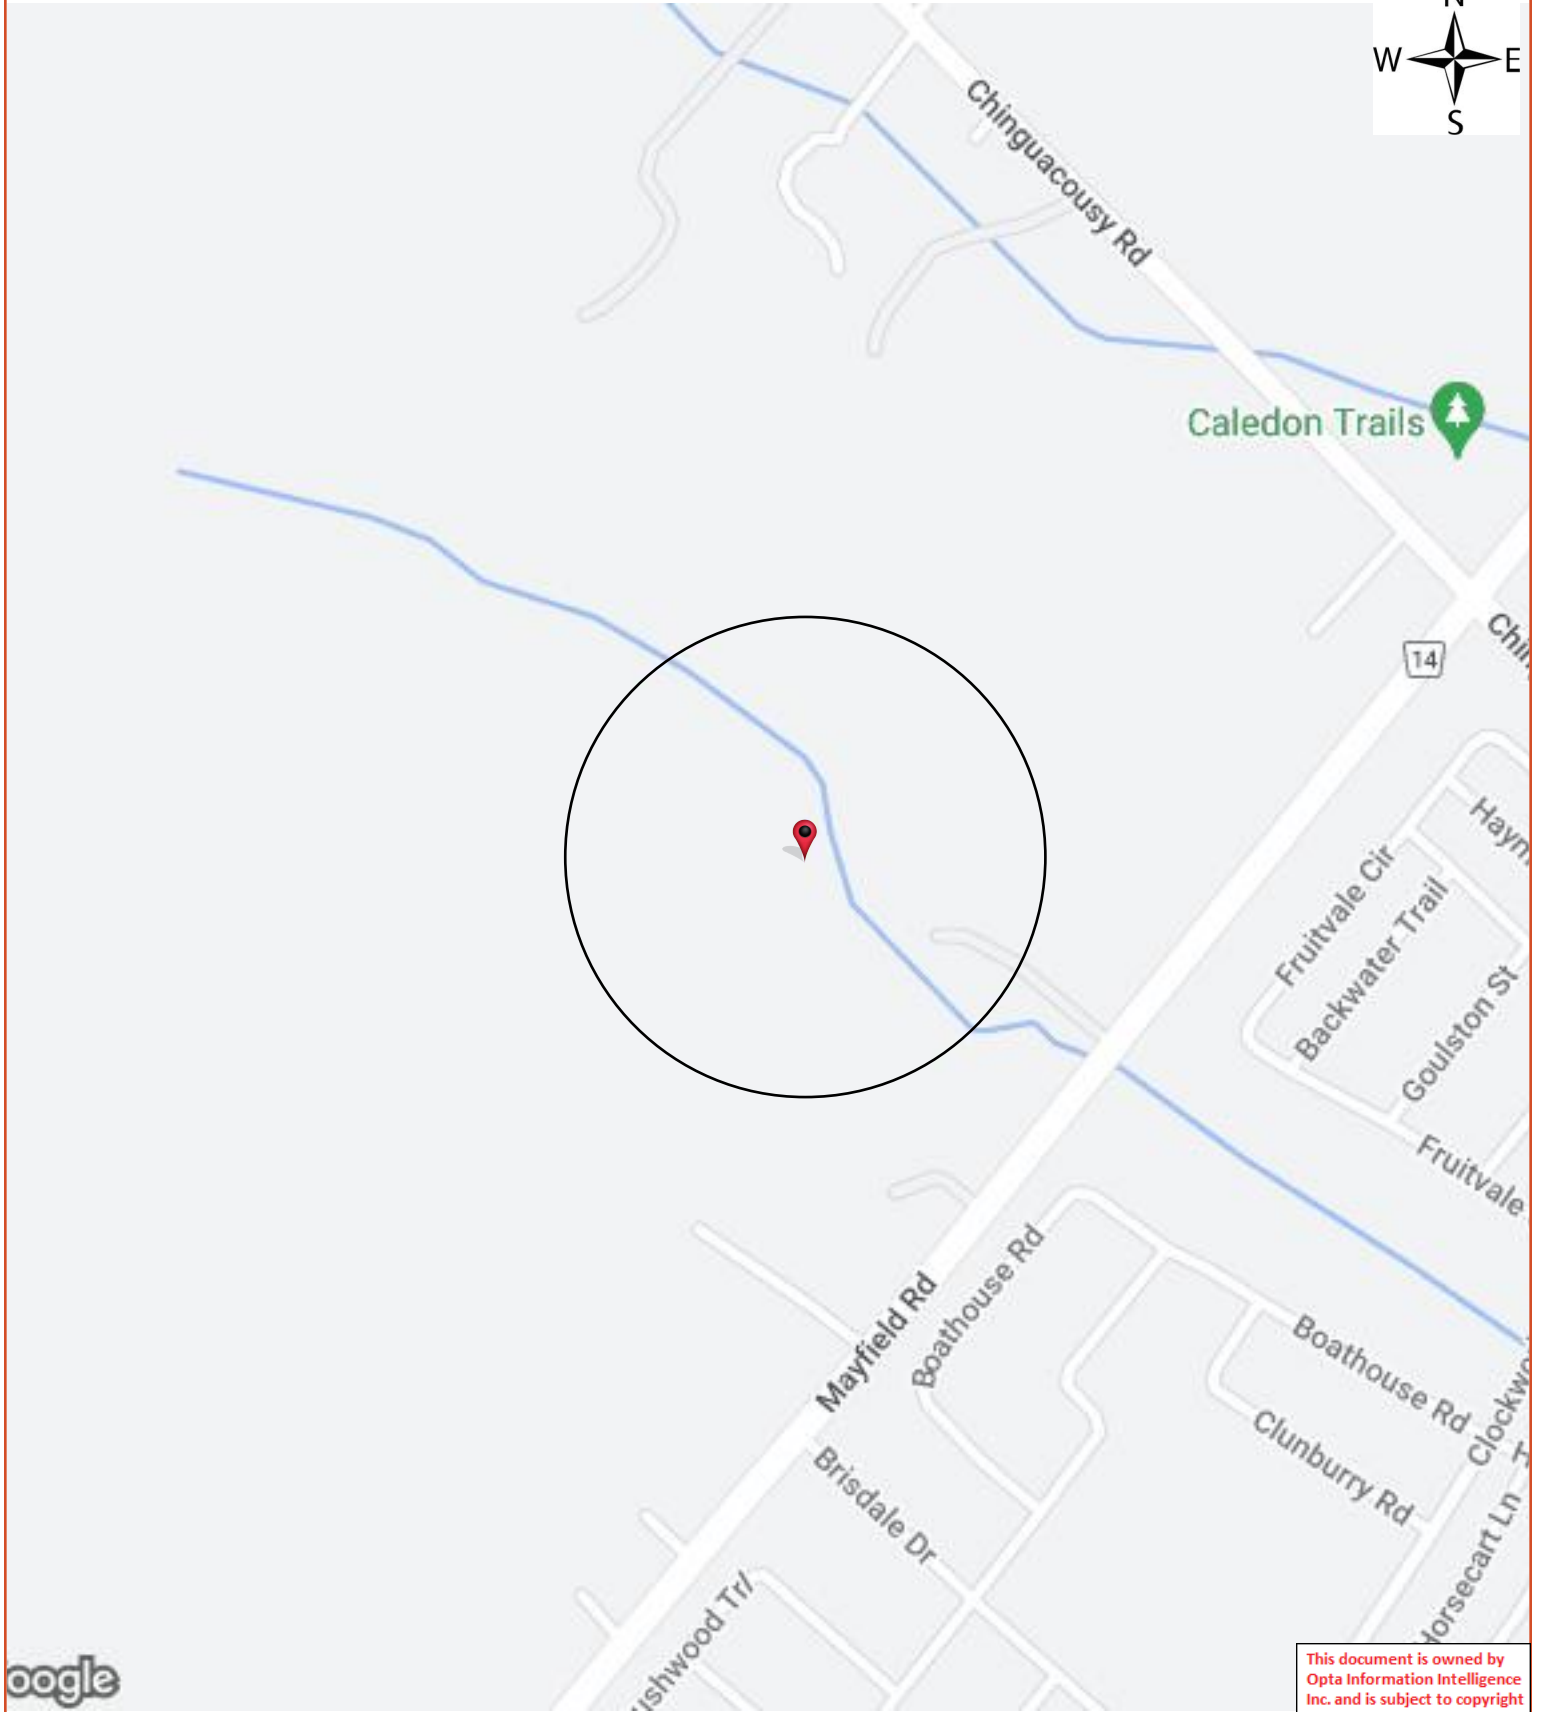 N
W E
S
Chinguacousy Rd
Caledon Trails
14
Fruitvale Cir
Backwater Trail
Goulston St
Fruitvale
Mayfield Rd
Boathouse Rd
Boathouse Rd
Clunburry Rd
Brisdale Dr
oogle
This document is owned by
Opta Information Intelligence
Inc. and is subject to copyright